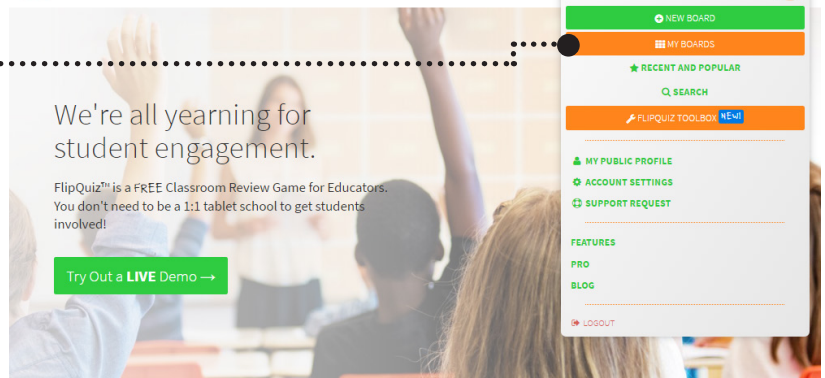 We're all yearning for
student engagement.
FlipQuiz™ is a FREE Classroom Review Game for Educators.
You don't need to be a 1:1 tablet school to get students
involved!
Try Out a LIVE Demo →
NEW BOARD
MY BOARDS
RECENT AND POPULAR
SEARCH
FLIPQUIZ TOOLBOX NEW!
MY PUBLIC PROFILE
ACCOUNT SETTINGS
SUPPORT REQUEST
FEATURES
PRO
BLOG
LOGOUT